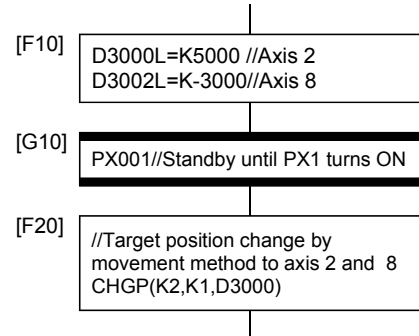 [F10]
D3000L=K5000 //Axis 2
D3002L=K-3000//Axis 8
[G10]
PX001//Standby until PX1 turns ON
[F20]
//Target position change by
movement method to axis 2 and 8
CHGP(K2,K1,D3000)